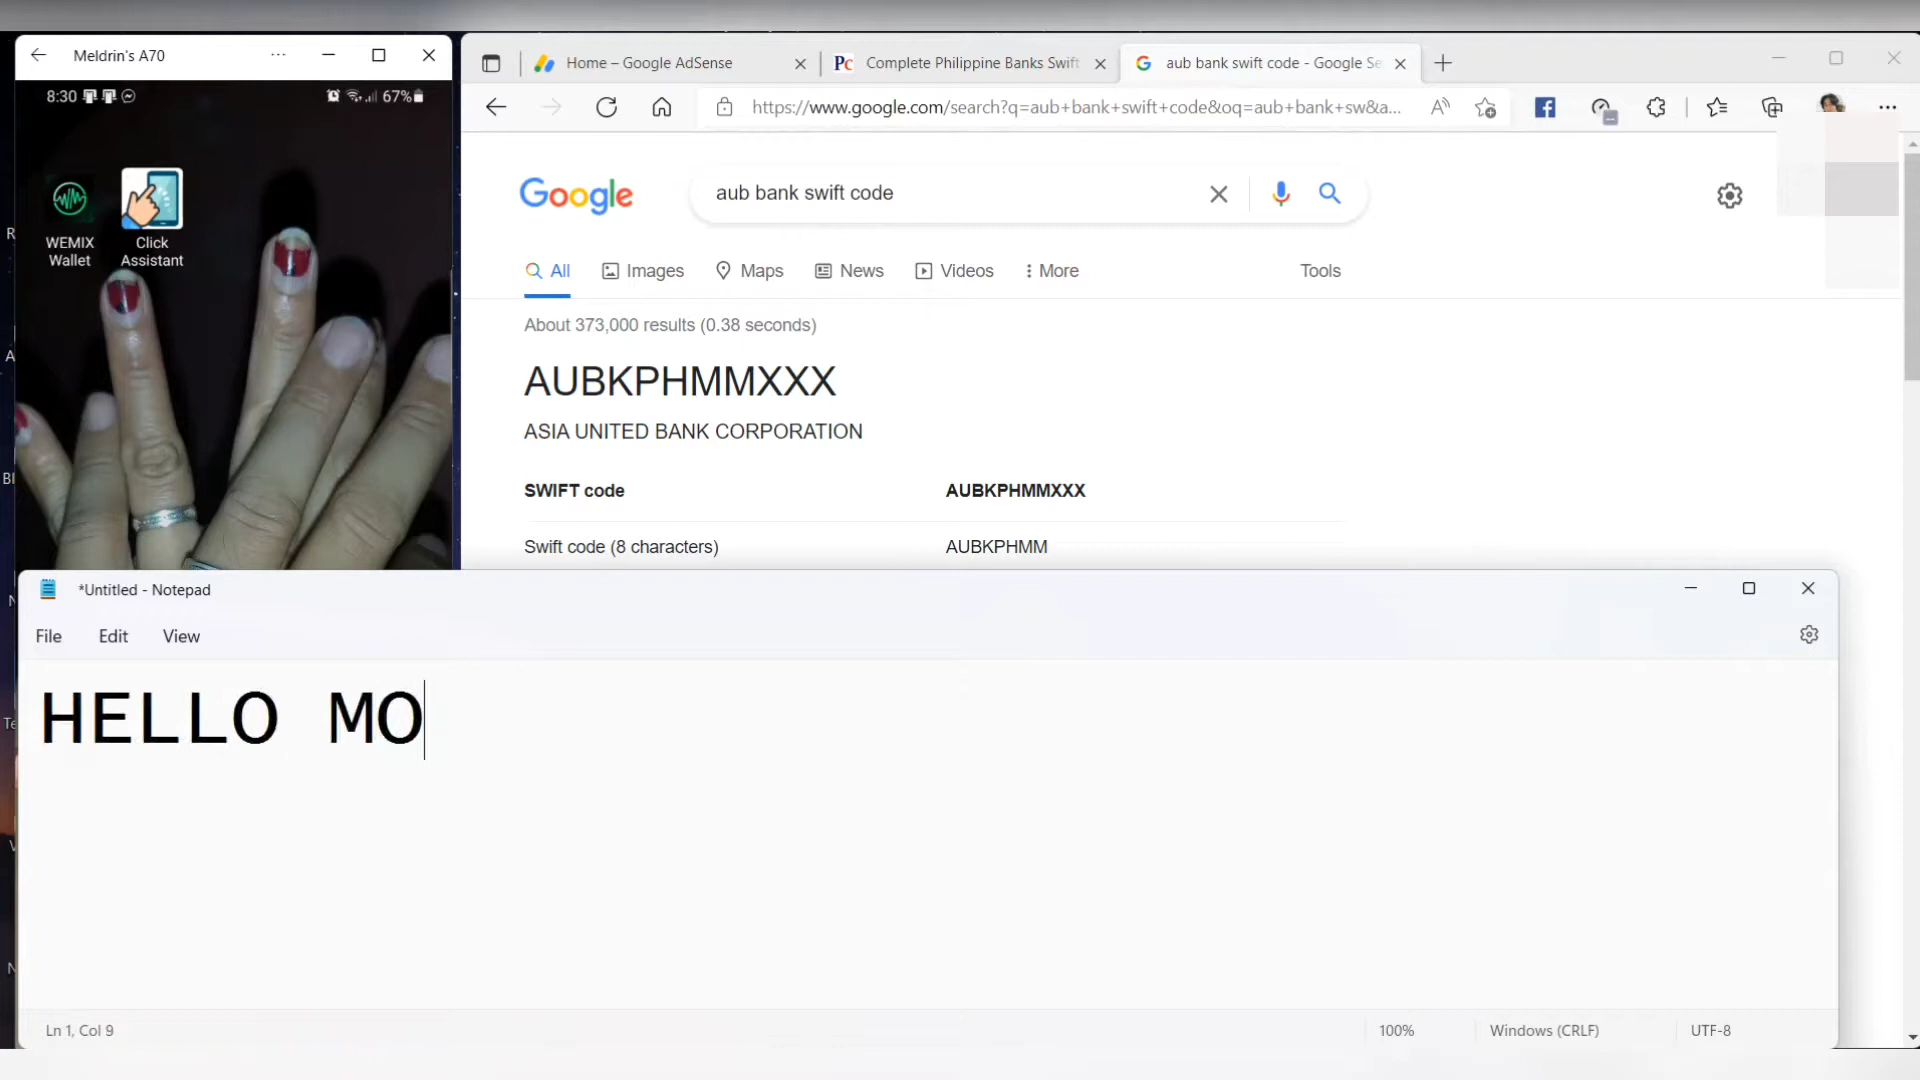 Meldrin's A70
8:30 67%
WEMIX Wallet
Click Assistant
Home – Google AdSense
Complete Philippine Banks Swift
aub bank swift code - Google Se
https://www.google.com/search?q=aub+bank+swift+code&oq=aub+bank+sw&a...
Google
aub bank swift code
All Images Maps News Videos More Tools
About 373,000 results (0.38 seconds)
AUBKPHMMXXX
ASIA UNITED BANK CORPORATION
SWIFT code AUBKPHMMXXX
Swift code (8 characters) AUBKPHMM
*Untitled - Notepad
File Edit View
HELLO MO
Ln 1, Col 9 100% Windows (CRLF) UTF-8